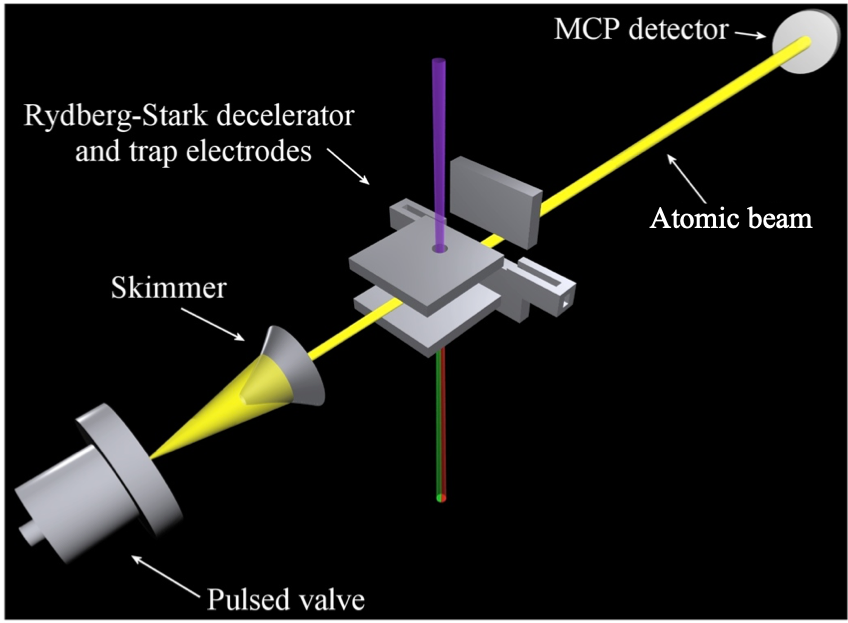 MCP detector
Rydberg-Stark decelerator
and trap electrodes
Atomic beam
Skimmer
Pulsed valve